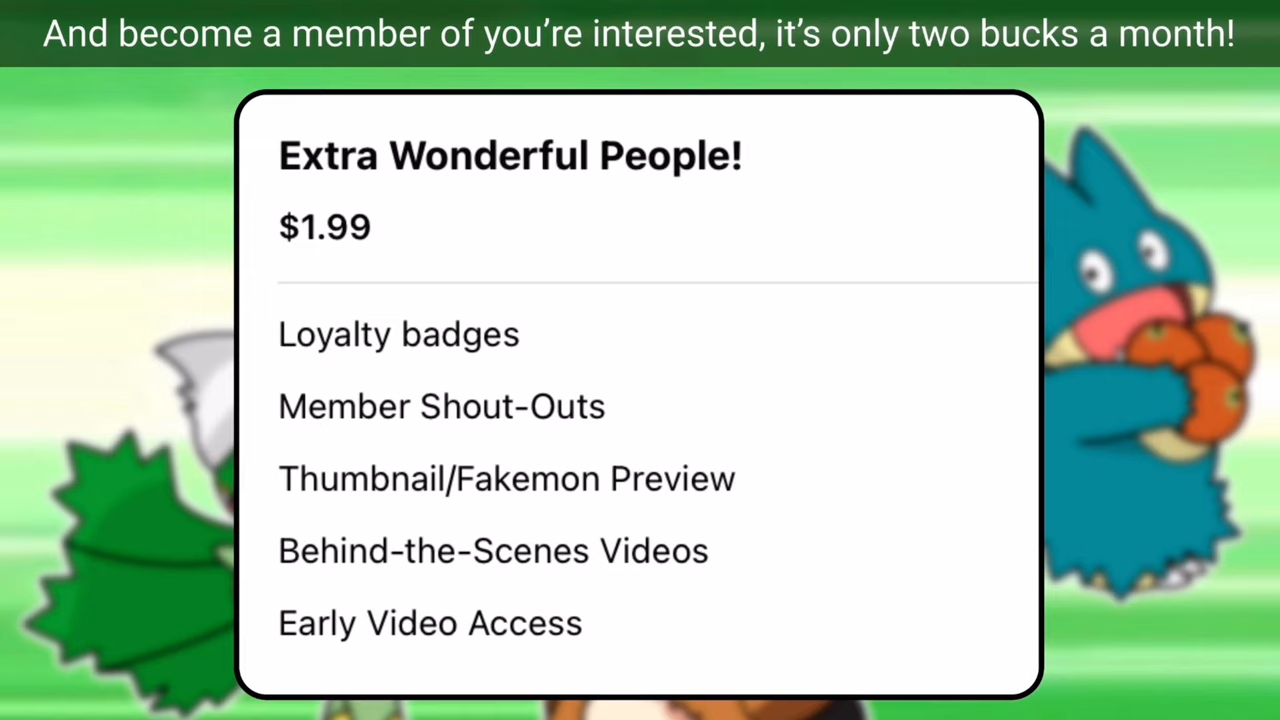 And become a member of you’re interested, it’s only two bucks a month!
Extra Wonderful People!
$1.99
Loyalty badges
Member Shout-Outs
Thumbnail/Fakemon Preview
Behind-the-Scenes Videos
Early Video Access